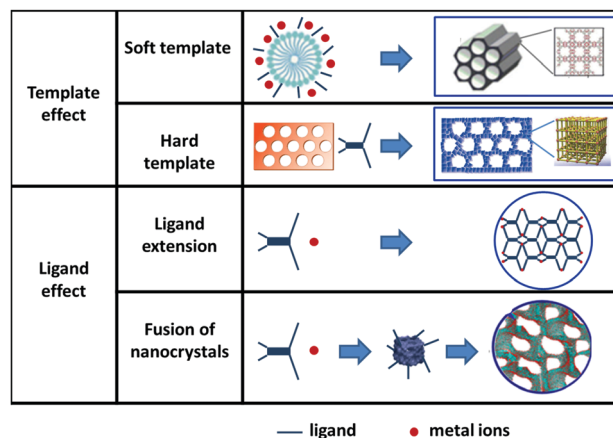 Template
effect
Soft template
Hard
template
Ligand
effect
Ligand
extension
Fusion of
nanocrystals
ligand
metal ions